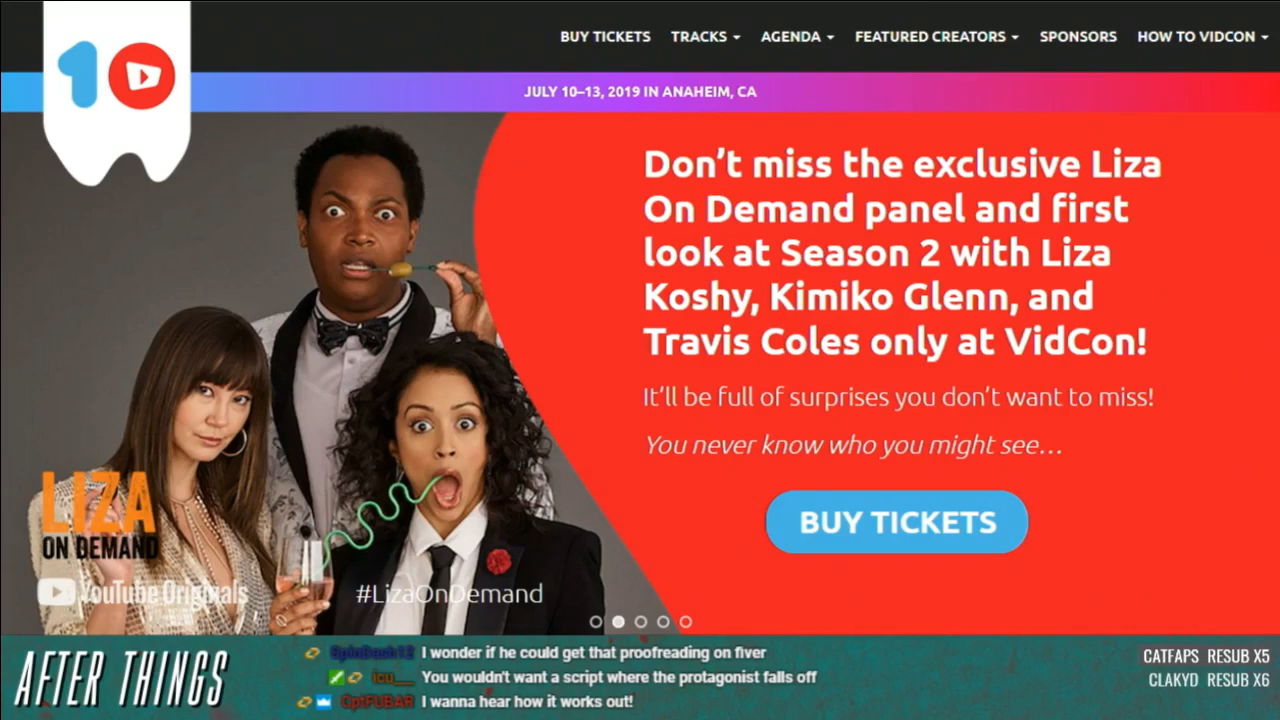 10
BUY TICKETS TRACKS AGENDA FEATURED CREATORS SPONSORS HOW TO VIDCON
JULY 10–13, 2019 IN ANAHEIM, CA
Don't miss the exclusive Liza
On Demand panel and first
look at Season 2 with Liza
Koshy, Kimiko Glenn, and
Travis Coles only at VidCon!
It'll be full of surprises you don't want to miss!
You never know who you might see...
BUY TICKETS
LIZA
ON DEMAND
YouTube Originals
#LizaOnDemand
AFTER THINGS
SpinDash12 I wonder if he could get that proofreading on fiver
icu__ You wouldn't want a script where the protagonist falls off
CptFUBAR I wanna hear how it works out!
CATFAPS RESUB X5
CLAKYD RESUB X6